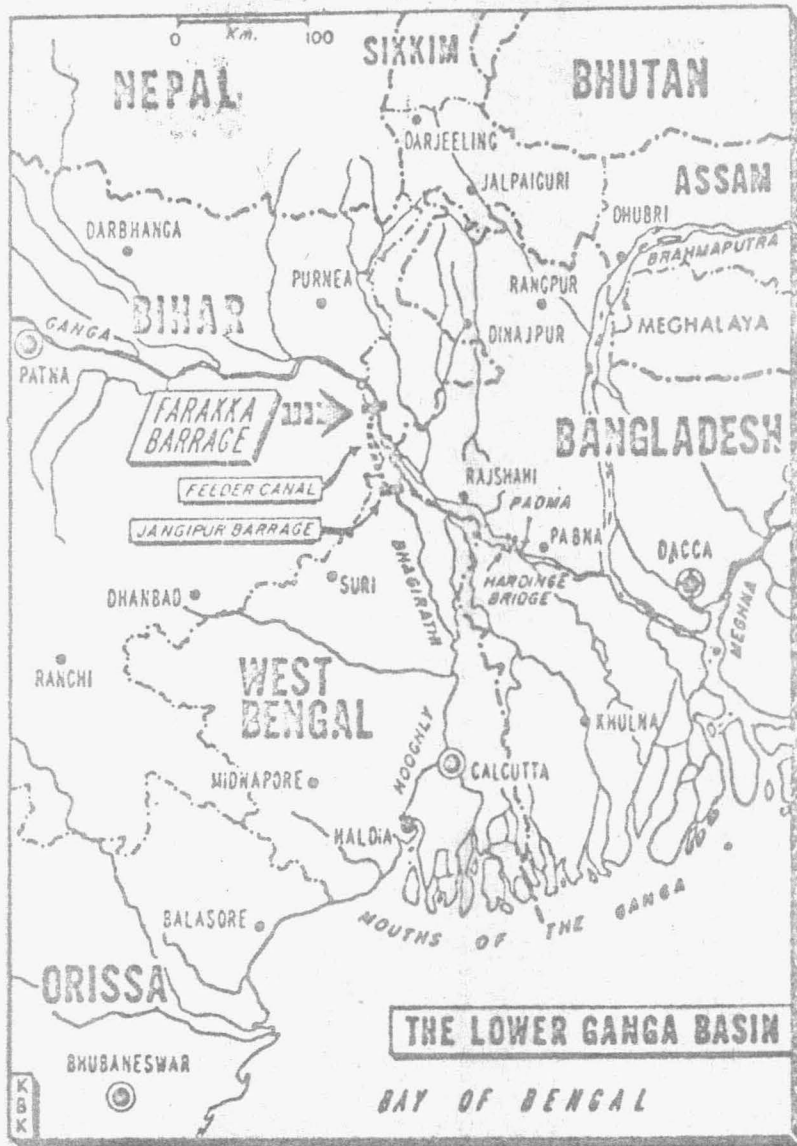 0 Km. 100
SIKKIM
NEPAL
BHUTAN
DARJEELING
JALPAIGURI
ASSAM
DHUBRI
DARBHANGA
BRAHMAPUTRA
PURNEA
RANGPUR
BIHAR
MEGHALAYA
GANGA
DINAJPUR
PATNA
FARAKKA
BARRAGE
BANGLADESH
FEEDER CANAL
RAJSHAHI
PADMA
JANGIPUR BARRAGE
PABNA
DACCA
HARDINGE
BRIDGE
BHAGIRATHI
SURI
DHANBAD
MEGHNA
RANCHI
WEST
BENGAL
KHULNA
HOOGHLY
CALCUTTA
MIDNAPORE
HALDIA
BALASORE
MOUTHS OF THE GANGA
ORISSA
THE LOWER GANGA BASIN
BHUBANESWAR
BAY OF BENGAL
KBK